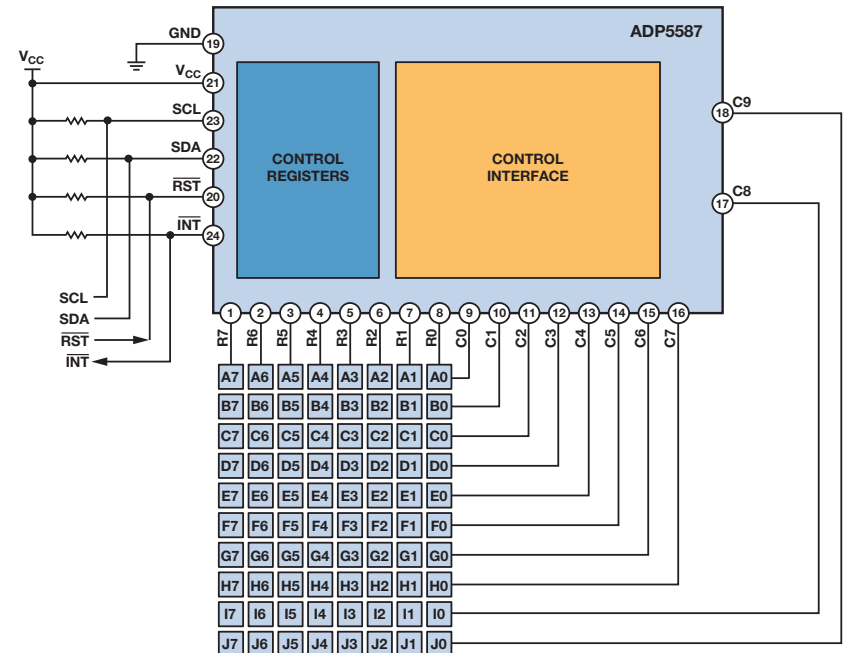 ADP5587
GND
19
VCC
VCC
21
SCL
23
SDA
22
RST
20
INT
24
CONTROL
REGISTERS
CONTROL
INTERFACE
18 C9
17 C8
SCL
SDA
RST
INT
1 2 3 4 5 6 7 8 9 10 11 12 13 14 15 16
R7 R6 R5 R4 R3 R2 R1 R0 C0 C1 C2 C3 C4 C5 C6 C7
A7 A6 A5 A4 A3 A2 A1 A0
B7 B6 B5 B4 B3 B2 B1 B0
C7 C6 C5 C4 C3 C2 C1 C0
D7 D6 D5 D4 D3 D2 D1 D0
E7 E6 E5 E4 E3 E2 E1 E0
F7 F6 F5 F4 F3 F2 F1 F0
G7 G6 G5 G4 G3 G2 G1 G0
H7 H6 H5 H4 H3 H2 H1 H0
I7 I6 I5 I4 I3 I2 I1 I0
J7 J6 J5 J4 J3 J2 J1 J0